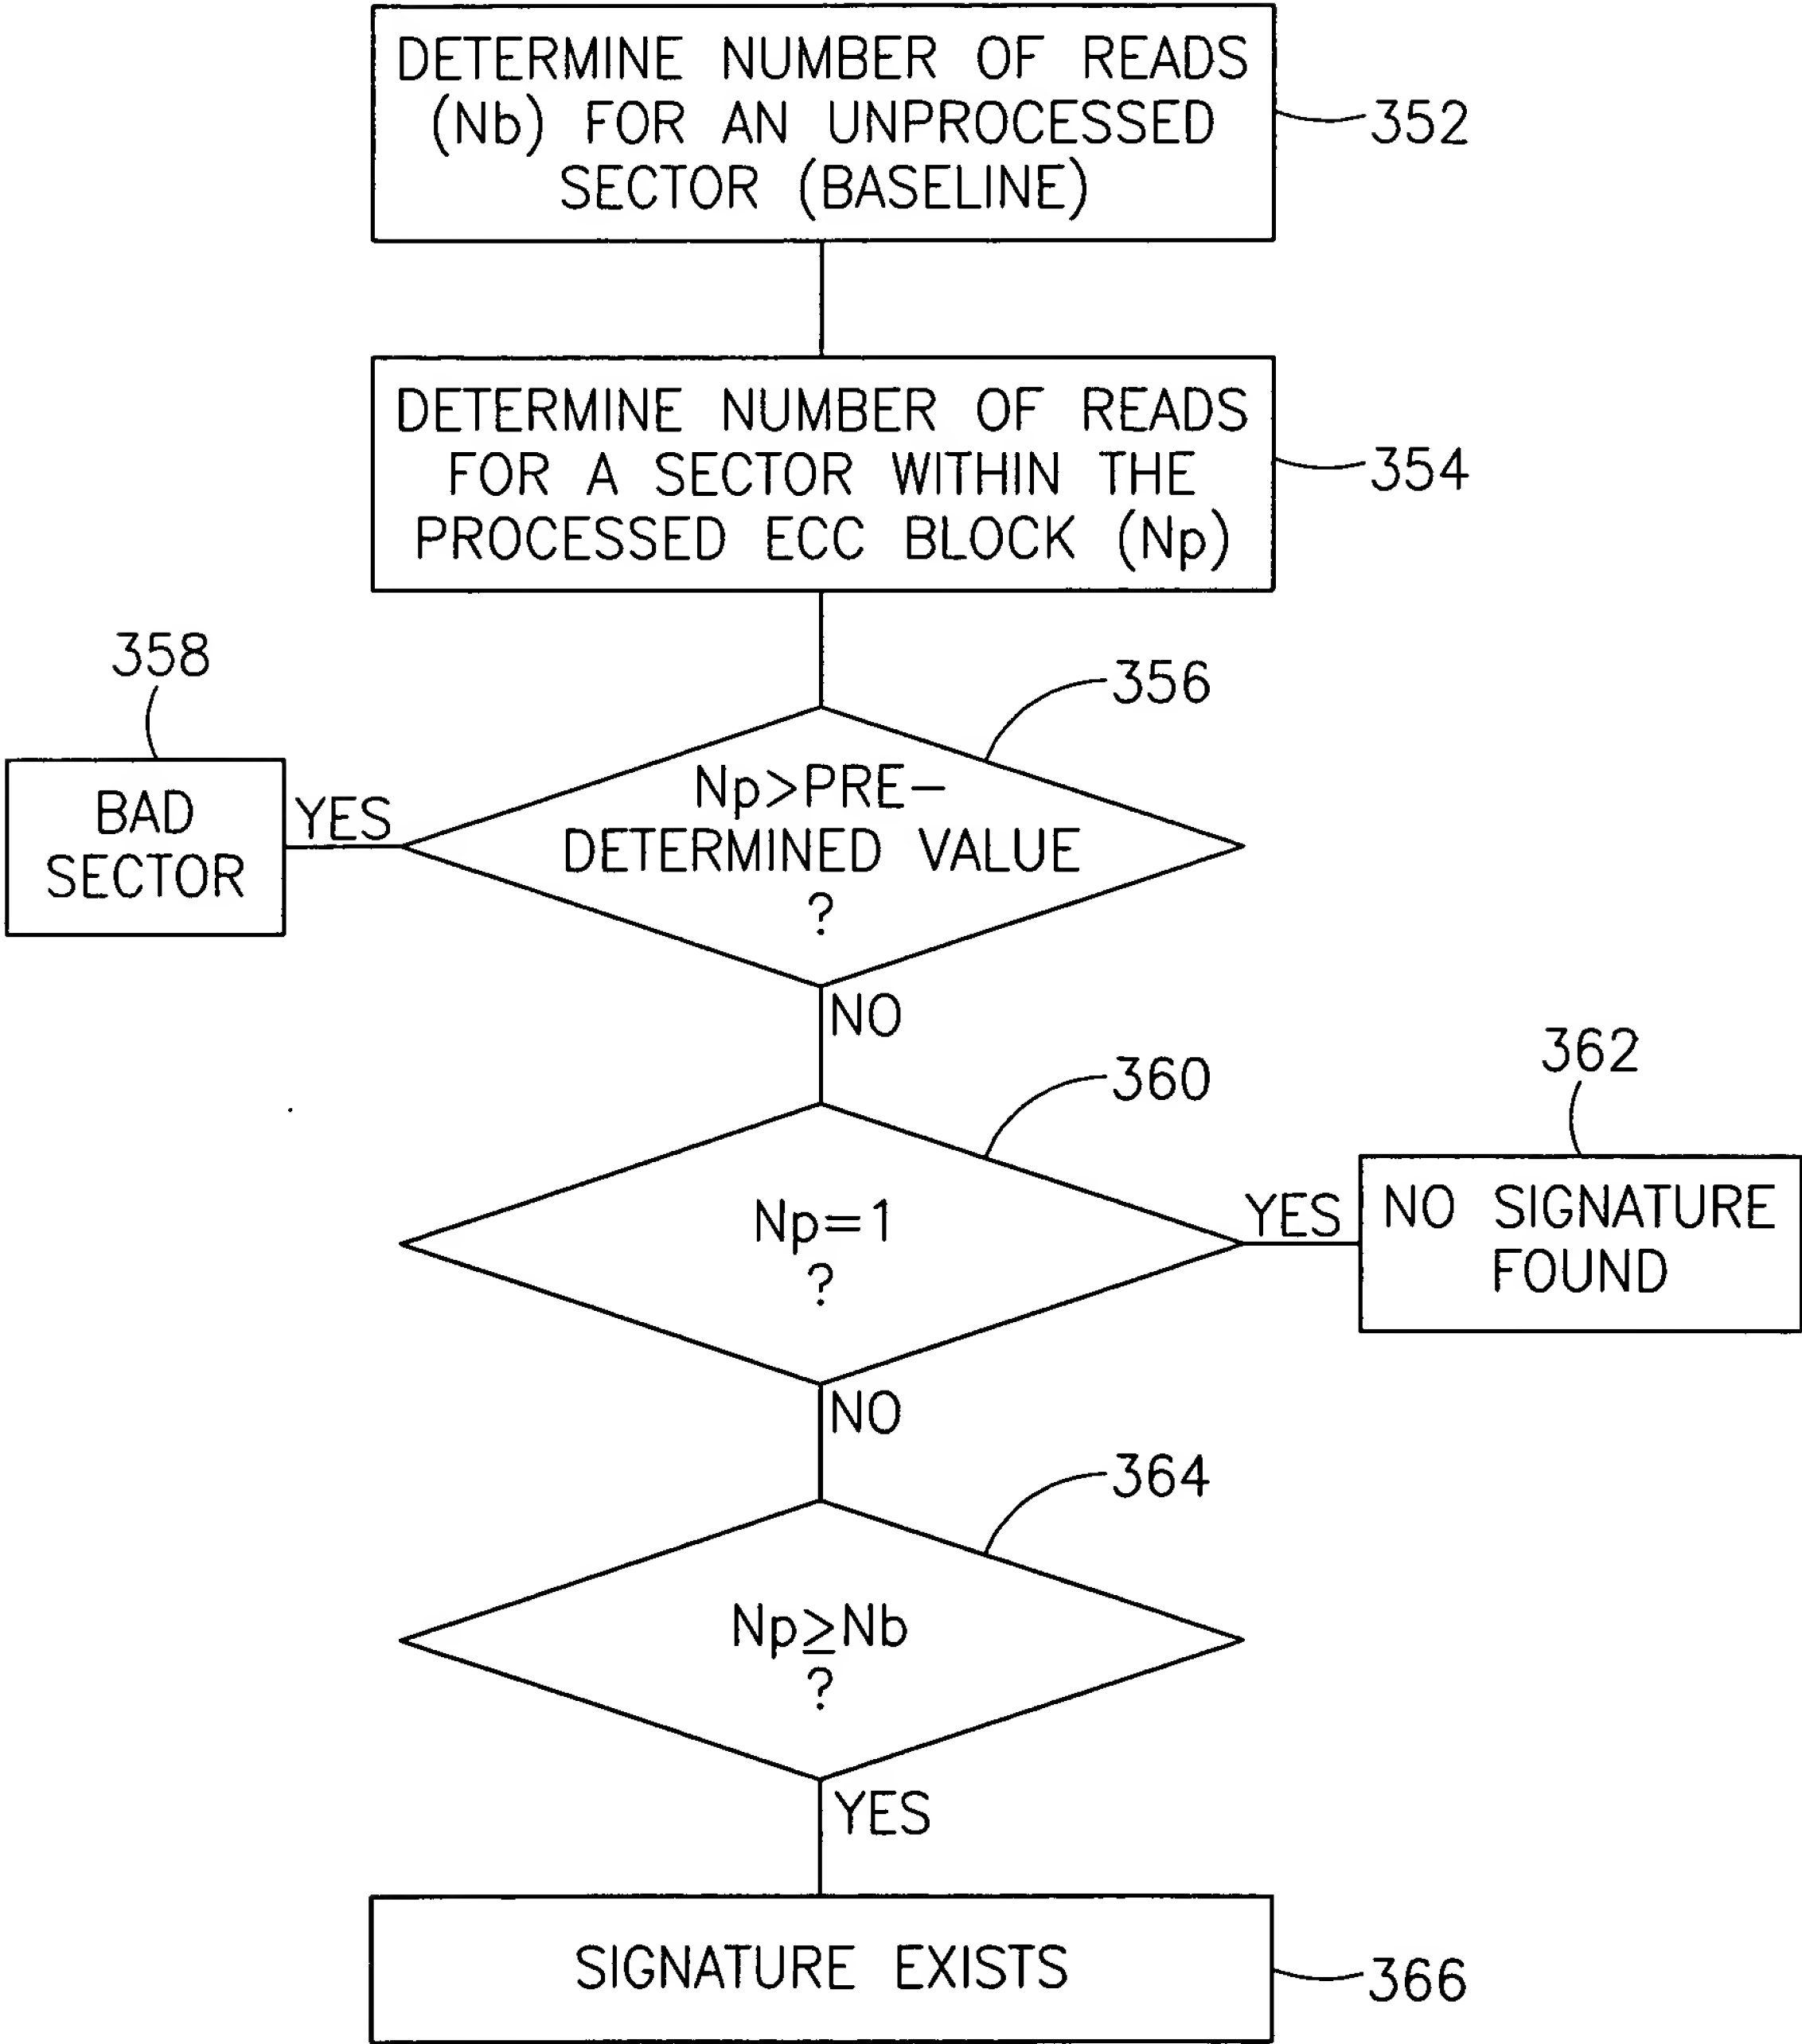 DETERMINE NUMBER OF READS
(Nb) FOR AN UNPROCESSED
SECTOR (BASELINE)
352
DETERMINE NUMBER OF READS
FOR A SECTOR WITHIN THE
PROCESSED ECC BLOCK (Np)
354
358
356
BAD
SECTOR
YES
Np>PRE–
DETERMINED VALUE
?
NO
360
362
Np=1
?
YES
NO SIGNATURE
FOUND
NO
364
Np≥Nb
?
YES
SIGNATURE EXISTS
366